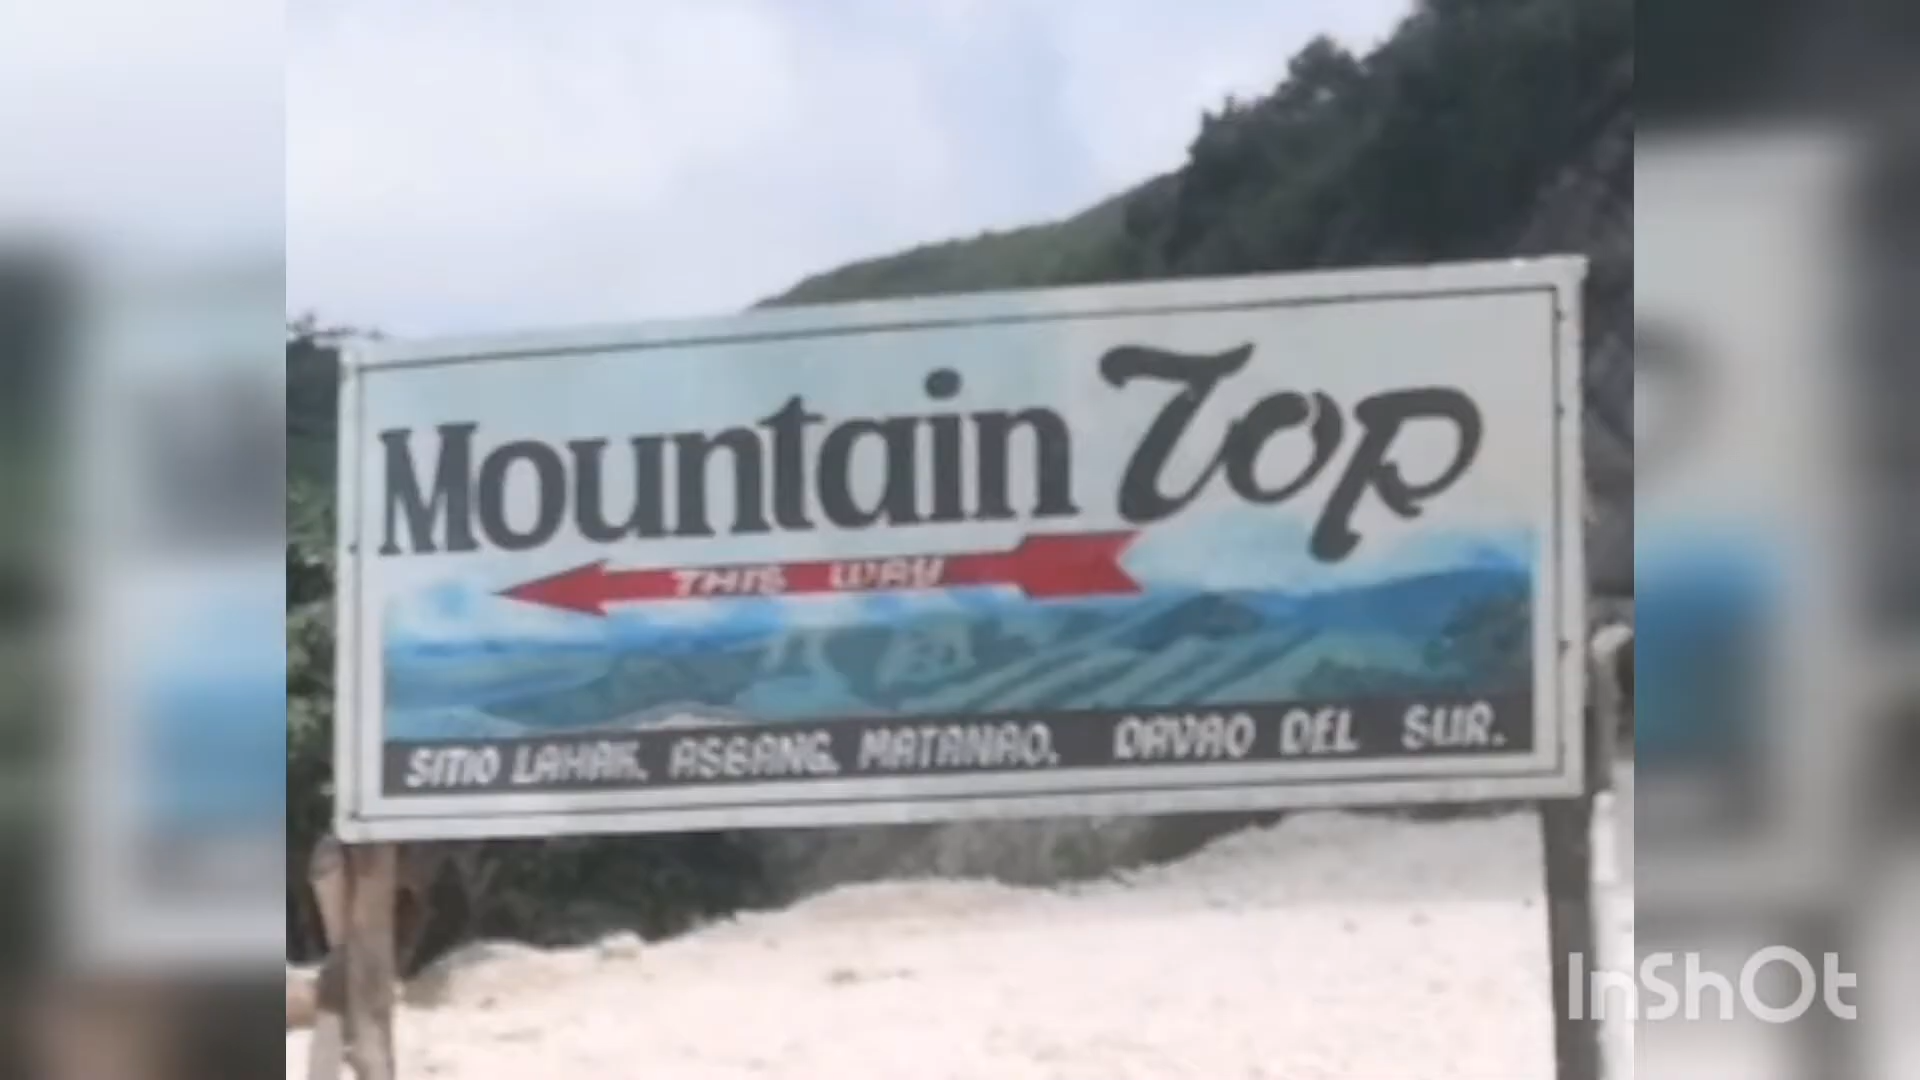 Mountain Top
THIS WAY
SITIO LAHAK, ASBANG, MATANAO, DAVAO DEL SUR.
InShOt